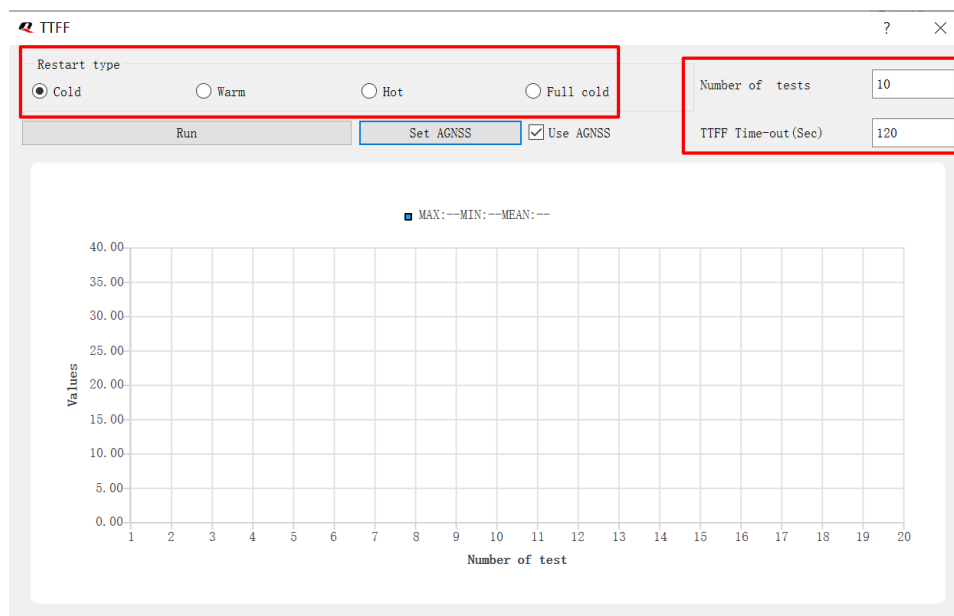 TTFF
?
Restart type
Cold Warm Hot Full cold
Number of tests 10
Run Set AGNSS Use AGNSS
TTFF Time-out(Sec) 120
MAX:--MIN:--MEAN:--
40.00
35.00
30.00
25.00
20.00
15.00
10.00
5.00
0.00
Values
1 2 3 4 5 6 7 8 9 10 11 12 13 14 15 16 17 18 19 20
Number of test